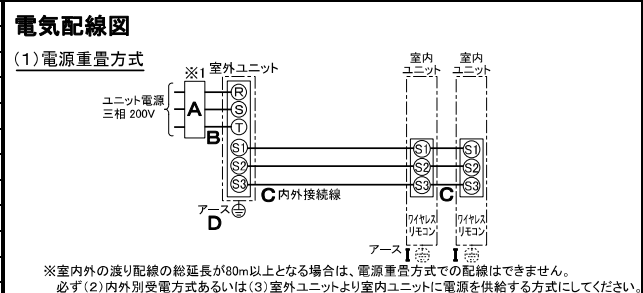 電気配線図
(1)電源重畳方式
※1 室外ユニット
室内
ユニット
室内
ユニット
ユニット電源
三相 200V
A
B
R
S
T
S1
S2
S3
S1
S2
S3
S1
S2
S3
C 内外接続線
C
アース
D
ワイヤレス
リモコン
ワイヤレス
リモコン
アース I
I
※室内外の渡り配線の総延長が80m以上となる場合は、電源重畳方式での配線はできません。
必ず(2)内外別受電方式あるいは(3)室外ユニットより室内ユニットに電源を供給する方式にしてください。